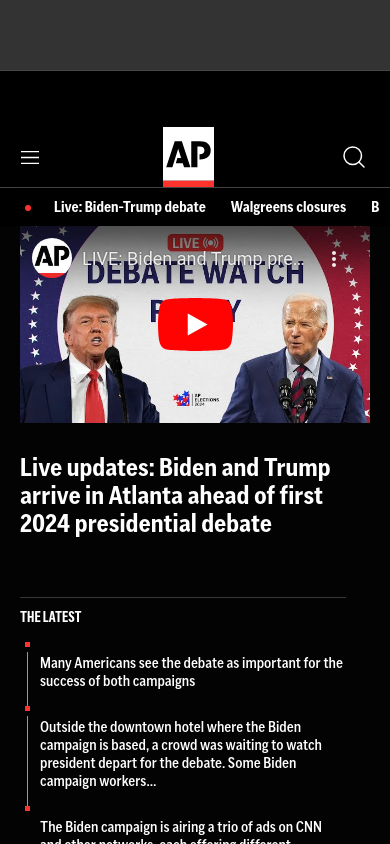 AP
Live: Biden-Trump debate Walgreens closures B
AP LIVE: Biden and Trump pre...
LIVE
DEBATE WATCH
AP ELECTIONS 2024
Live updates: Biden and Trump
arrive in Atlanta ahead of first
2024 presidential debate
THE LATEST
Many Americans see the debate as important for the
success of both campaigns
Outside the downtown hotel where the Biden
campaign is based, a crowd was waiting to watch
president depart for the debate. Some Biden
campaign workers...
The Biden campaign is airing a trio of ads on CNN
and other networks, each offering different